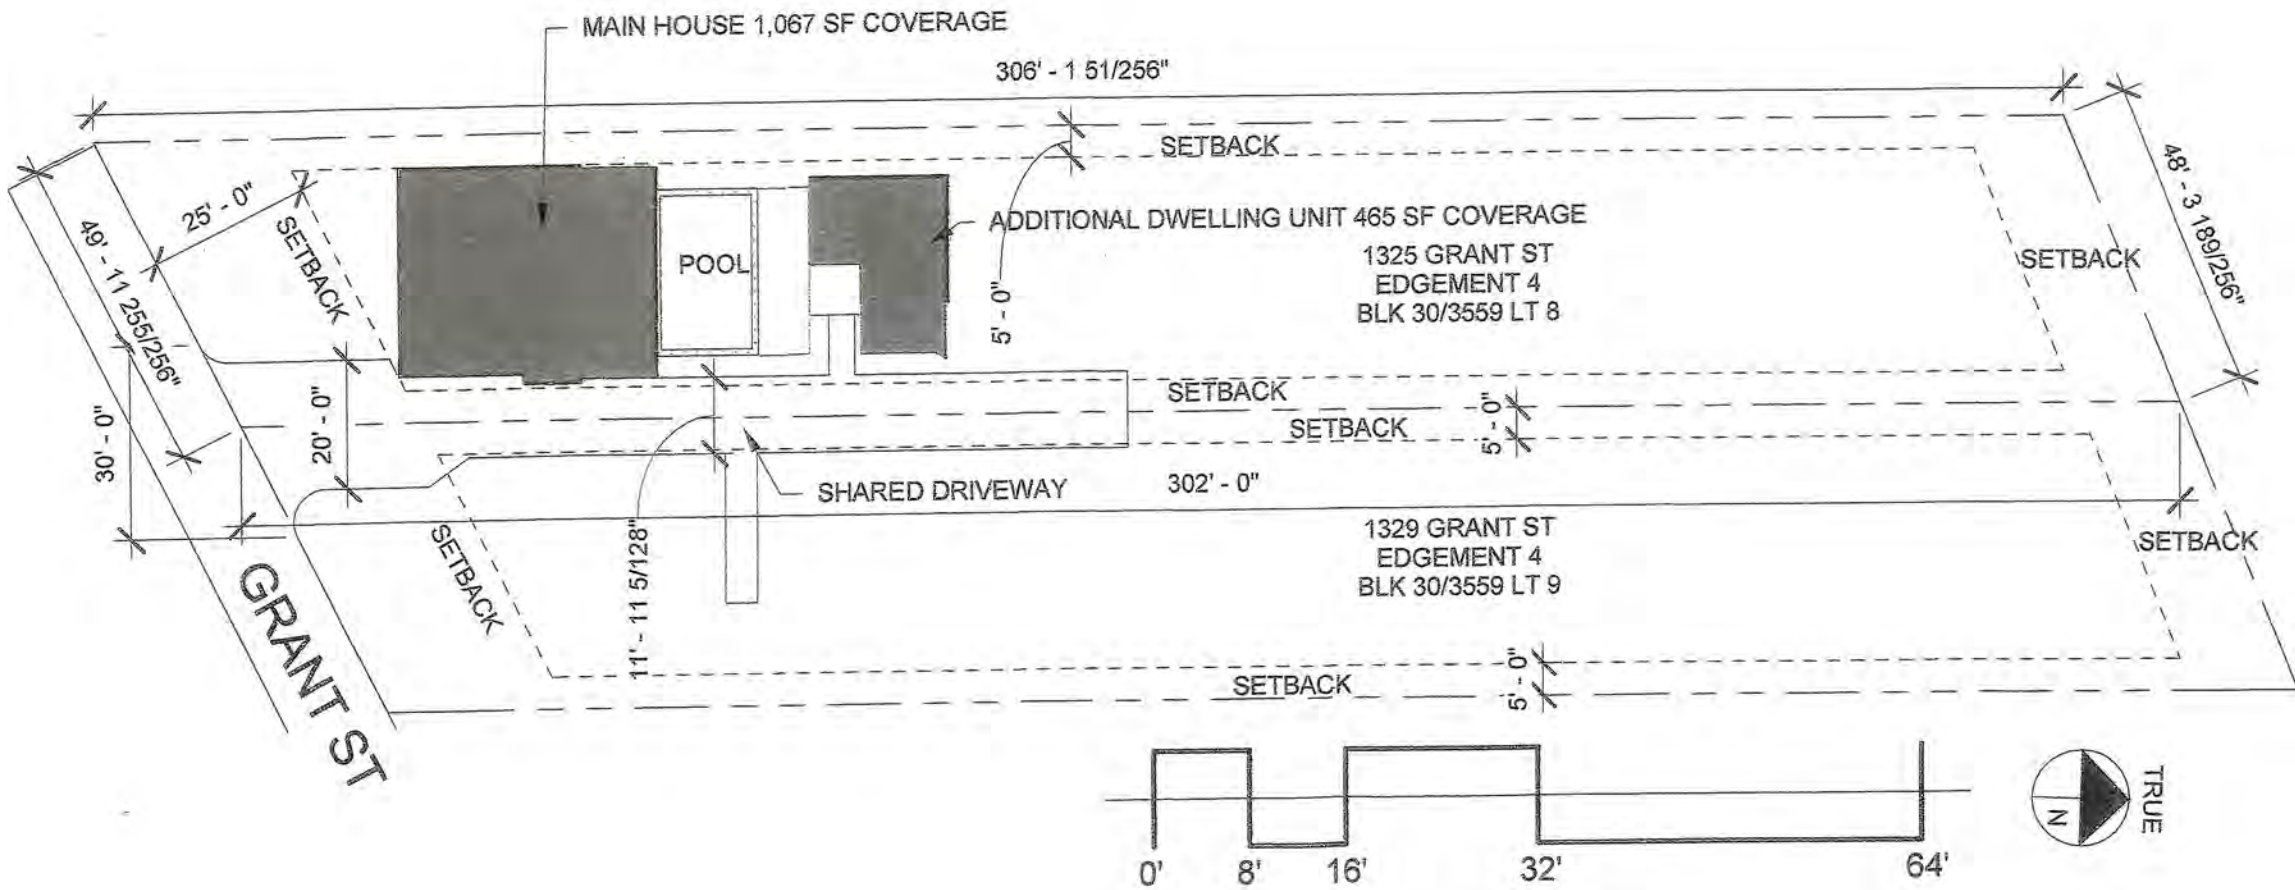 MAIN HOUSE 1,067 SF COVERAGE
306' - 1 51/256"
SETBACK
48' - 3 189/256"
25' - 0"
SETBACK
49' - 11 255/256"
POOL
ADDITIONAL DWELLING UNIT 465 SF COVERAGE
1325 GRANT ST
EDGEMENT 4
BLK 30/3559 LT 8
5' - 0"
SETBACK
30' - 0"
20' - 0"
SETBACK
SETBACK
5' - 0"
SHARED DRIVEWAY
302' - 0"
11' - 11 5/128"
1329 GRANT ST
EDGEMENT 4
BLK 30/3559 LT 9
SETBACK
SETBACK
GRANT ST
SETBACK
5' - 0"
0' 8' 16' 32' 64'
N
TRUE